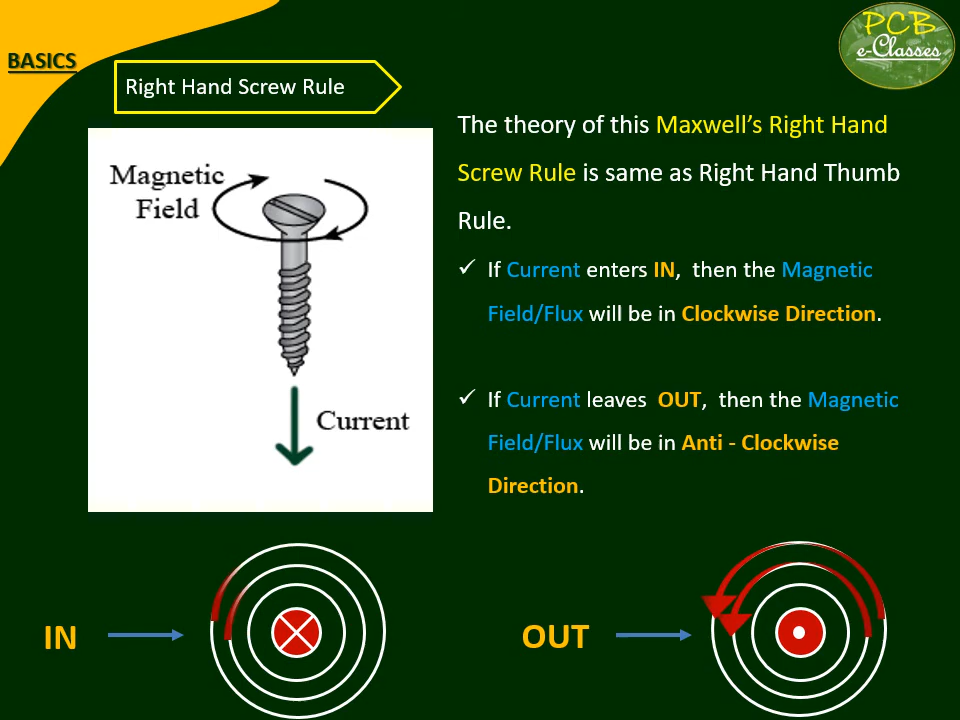 PCB
e-Classes
BASICS
Right Hand Screw Rule
Magnetic
Field
Current
The theory of this Maxwell’s Right Hand
Screw Rule is same as Right Hand Thumb
Rule.
✓ If Current enters IN, then the Magnetic
Field/Flux will be in Clockwise Direction.
✓ If Current leaves OUT, then the Magnetic
Field/Flux will be in Anti - Clockwise
Direction.
IN
OUT